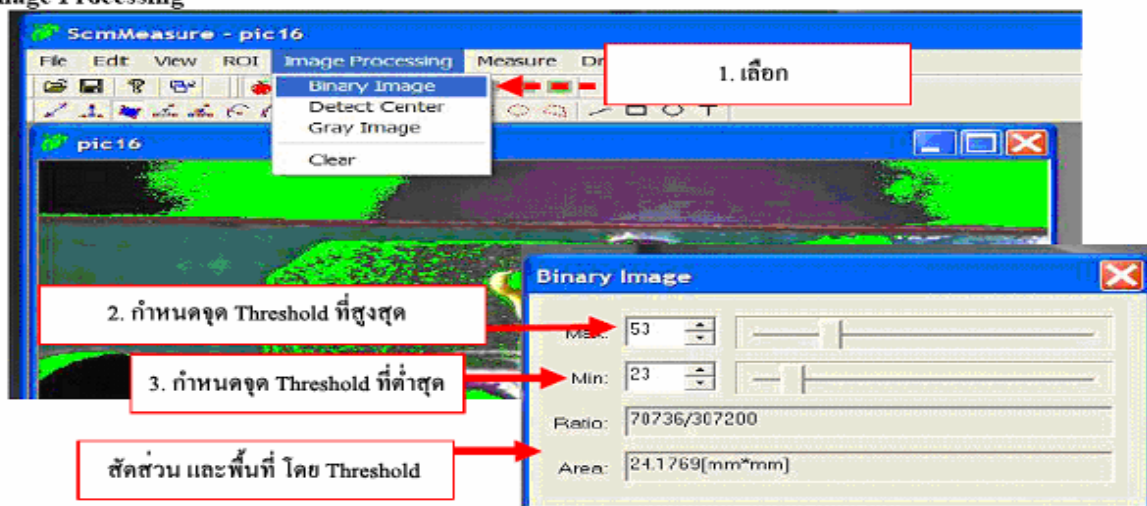 Image Processing
ScmMeasure - pic16
File Edit View ROI Image Processing Measure
1. เลือก
Binary Image
Detect Center
Gray Image
Clear
pic16
Binary Image
2. กำหนดจุด Threshold ที่สูงสุด
Max: 53
3. กำหนดจุด Threshold ที่ต่ำสุด
Min: 23
Ratio: 70736/307200
สัดส่วน และพื้นที่ โดย Threshold
Area: 24.1769[mm*mm]